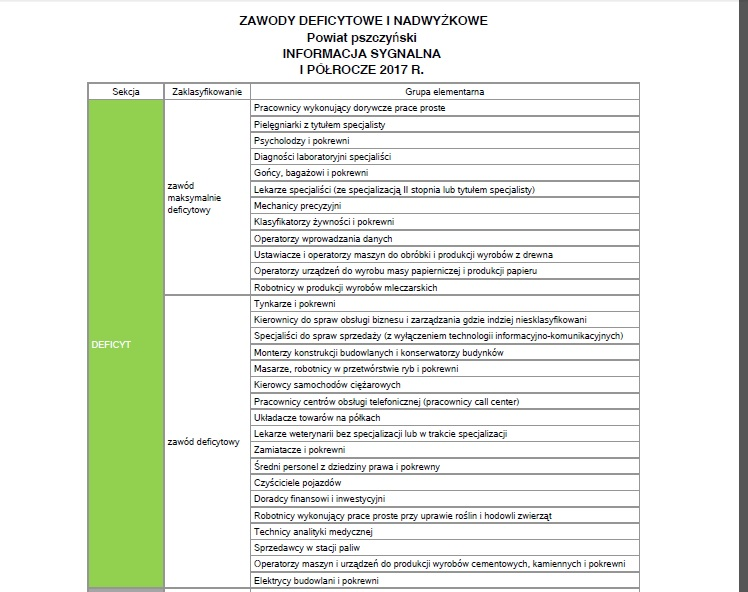 ZAWODY DEFICYTOWE I NADWYŻKOWE
Powiat pszczyński
INFORMACJA SYGNALNA
I PÓŁROCZE 2017 R.
Sekcja Zaklasyfikowanie Grupa elementarna
DEFICYT
zawód
maksymalnie
deficytowy
Pracownicy wykonujący dorywcze prace proste
Pielęgniarki z tytułem specjalisty
Psycholodzy i pokrewni
Diagności laboratoryjni specjaliści
Gońcy, bagażowi i pokrewni
Lekarze specjaliści (ze specjalizacją II stopnia lub tytułem specjalisty)
Mechanicy precyzyjni
Klasyfikatorzy żywności i pokrewni
Operatorzy wprowadzania danych
Ustawiacze i operatorzy maszyn do obróbki i produkcji wyrobów z drewna
Operatorzy urządzeń do wyrobu masy papierniczej i produkcji papieru
Robotnicy w produkcji wyrobów mleczarskich
zawód deficytowy
Tynkarze i pokrewni
Kierownicy do spraw obsługi biznesu i zarządzania gdzie indziej niesklasyfikowani
Specjaliści do spraw sprzedaży (z wyłączeniem technologii informacyjno-komunikacyjnych)
Monterzy konstrukcji budowlanych i konserwatorzy budynków
Masarze, robotnicy w przetwórstwie ryb i pokrewni
Kierowcy samochodów ciężarowych
Pracownicy centrów obsługi telefonicznej (pracownicy call center)
Układacze towarów na półkach
Lekarze weterynarii bez specjalizacji lub w trakcie specjalizacji
Zamiatacze i pokrewni
Średni personel z dziedziny prawa i pokrewny
Czyściciele pojazdów
Doradcy finansowi i inwestycyjni
Robotnicy wykonujący prace proste przy uprawie roślin i hodowli zwierząt
Technicy analityki medycznej
Sprzedawcy w stacji paliw
Operatorzy maszyn i urządzeń do produkcji wyrobów cementowych, kamiennych i pokrewni
Elektrycy budowlani i pokrewni